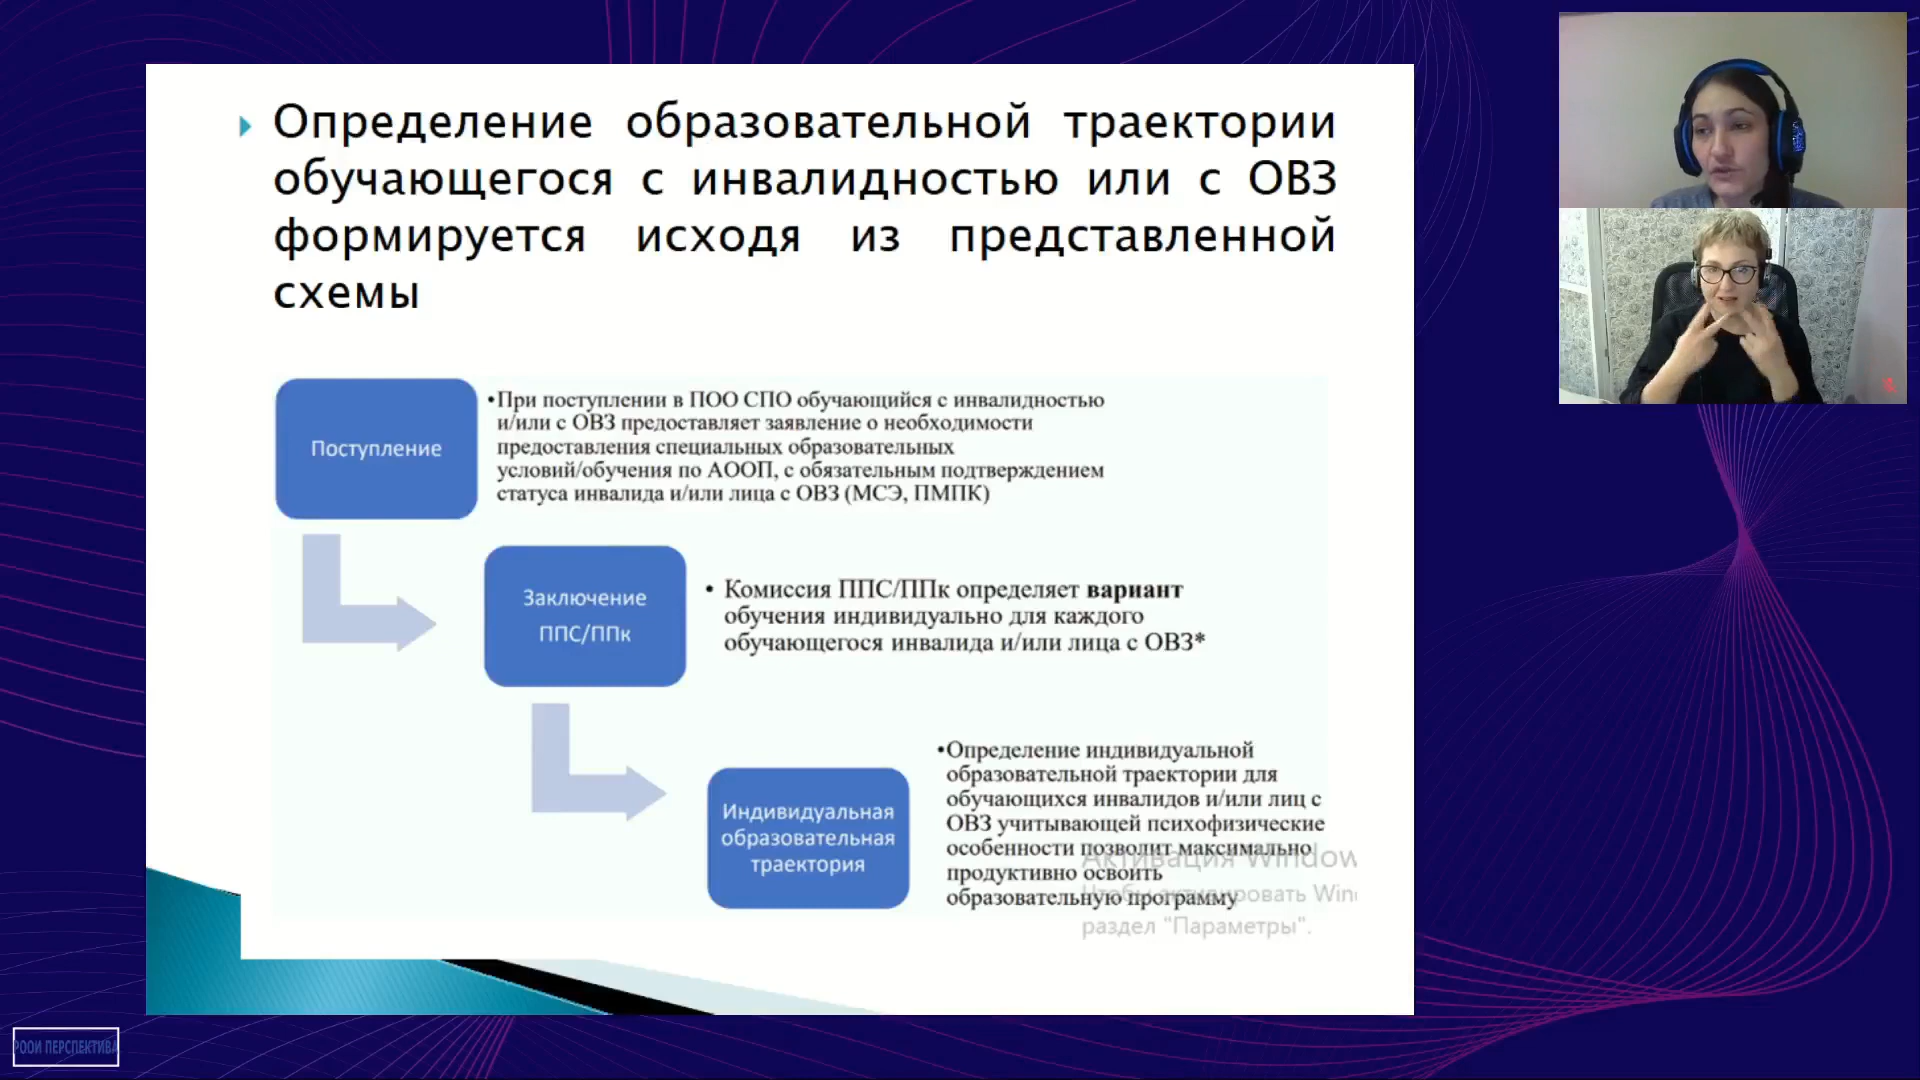 Определение образовательной траектории
обучающегося с инвалидностью или с ОВЗ
формируется исходя из представленной
схемы
Поступление
•При поступлении в ПОО СПО обучающийся с инвалидностью
и/или с ОВЗ предоставляет заявление о необходимости
предоставления специальных образовательных
условий/обучения по АООП, с обязательным подтверждением
статуса инвалида и/или лица с ОВЗ (МСЭ, ПМПК)
Заключение
ППС/ППк
• Комиссия ППС/ППк определяет вариант
обучения индивидуально для каждого
обучающегося инвалида и/или лица с ОВЗ*
Индивидуальная
образовательная
траектория
•Определение индивидуальной
образовательной траектории для
обучающихся инвалидов и/или лиц с
ОВЗ учитывающей психофизические
особенности позволит максимально
продуктивно освоить
образовательную программу
Активация Window
Чтобы активировать Win
раздел "Параметры".
РООИ ПЕРСПЕКТИВА